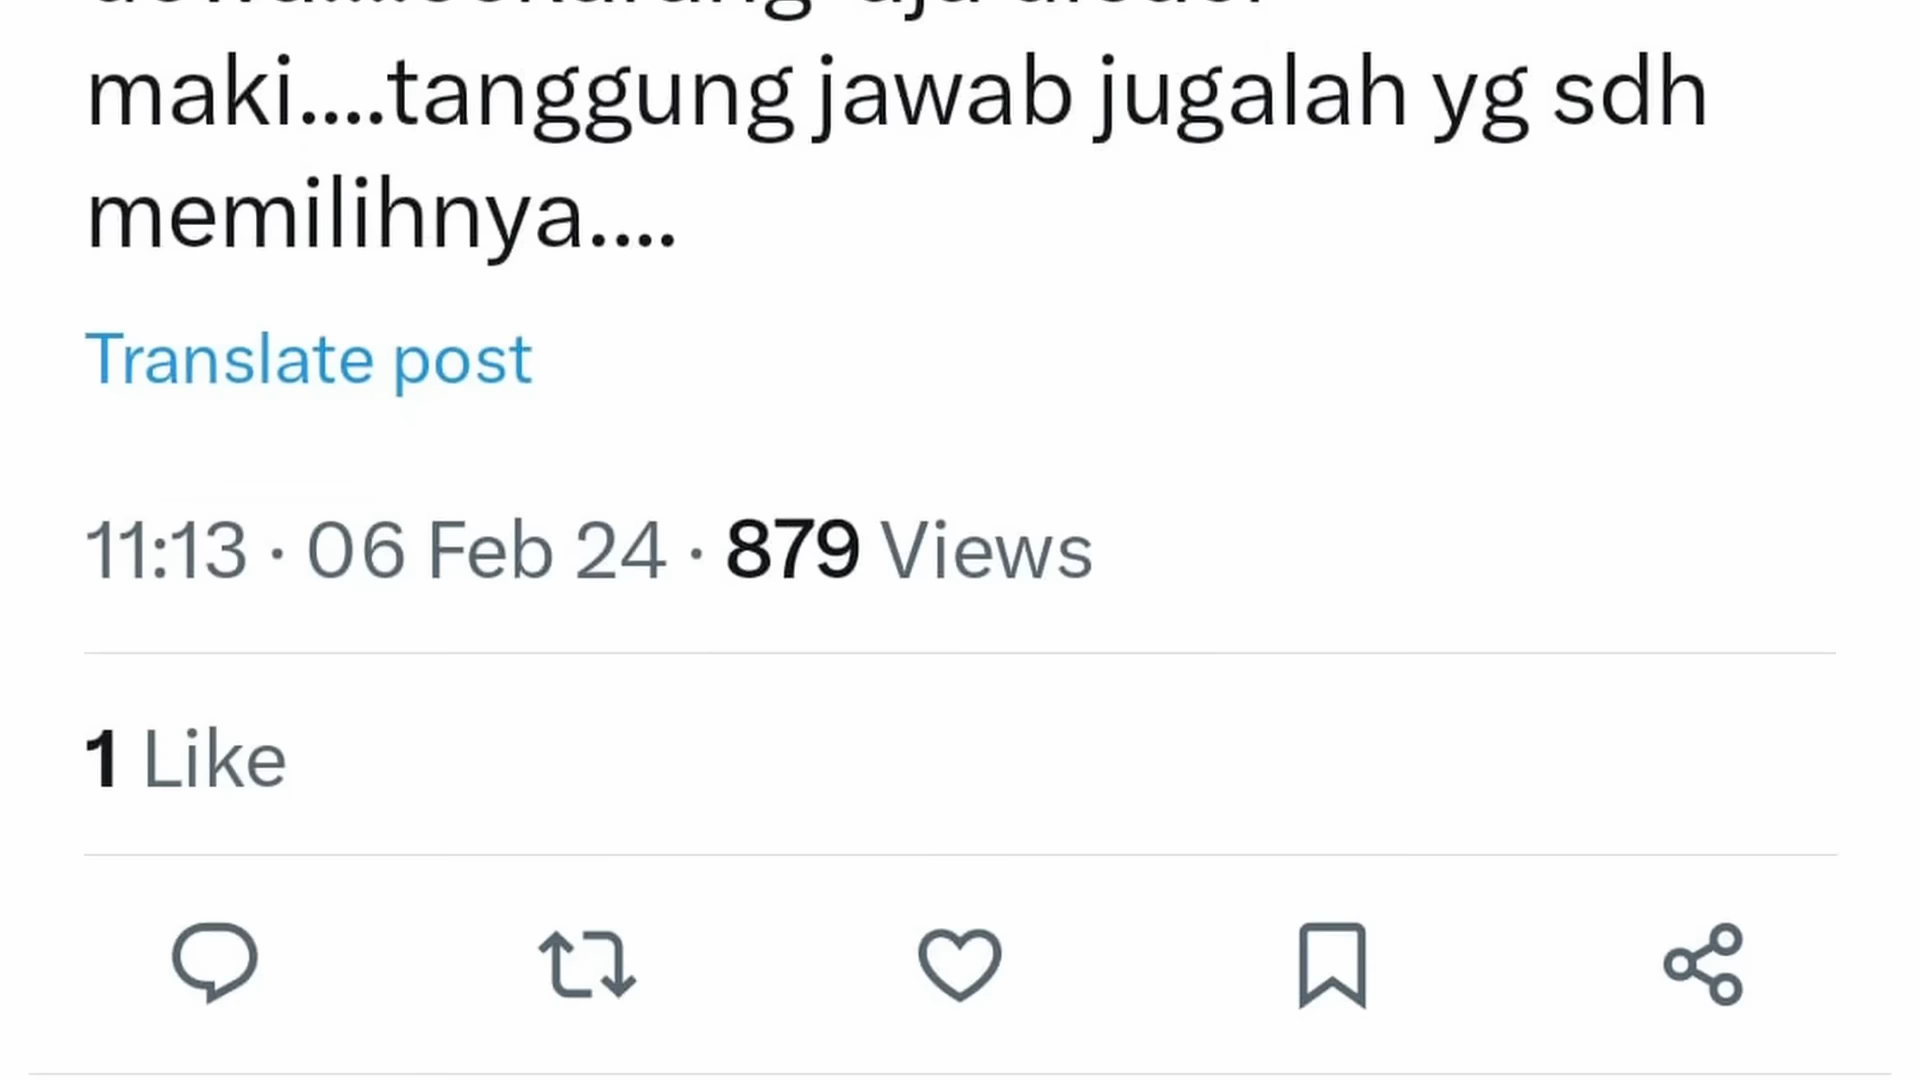 maki....tanggung jawab jugalah yg sdh
memilihnya....
Translate post
11:13 · 06 Feb 24 · 879 Views
1 Like